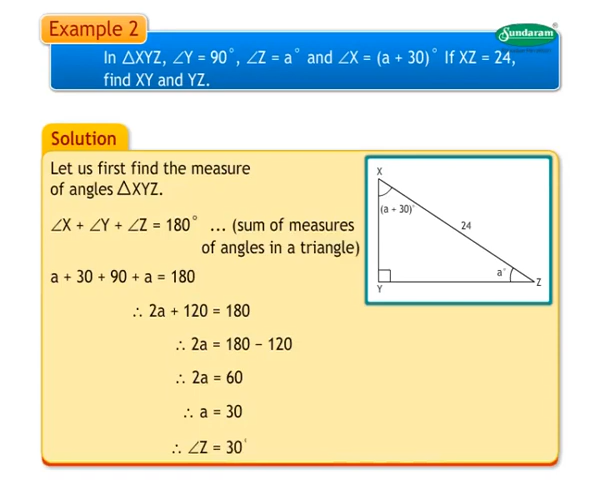 Example 2
Sundaram
In △XYZ, ∠Y = 90°, ∠Z = a° and ∠X = (a + 30)° If XZ = 24,
find XY and YZ.
Solution
Let us first find the measure
of angles △XYZ.
∠X + ∠Y + ∠Z = 180° ... (sum of measures
of angles in a triangle)
a + 30 + 90 + a = 180
∴ 2a + 120 = 180
∴ 2a = 180 − 120
∴ 2a = 60
∴ a = 30
∴ ∠Z = 30°
X
(a + 30)°
24
a°
Y
Z